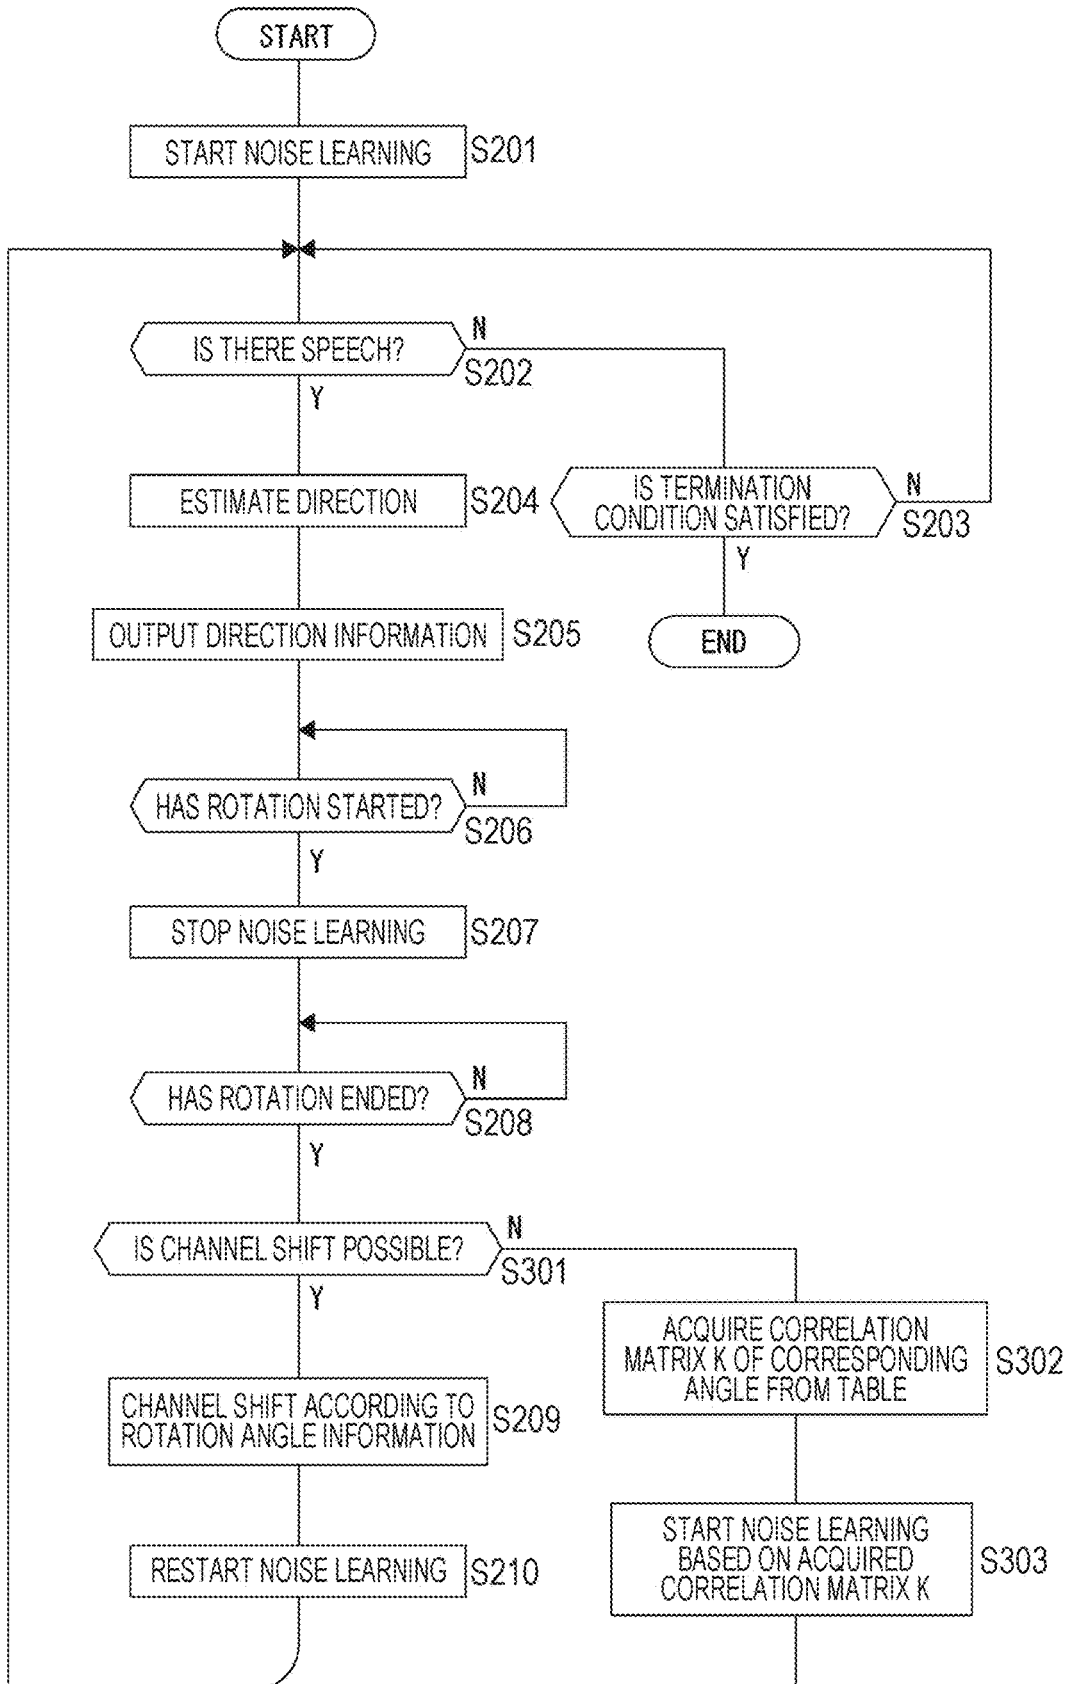 START
START NOISE LEARNING S201
IS THERE SPEECH?
N
S202
Y
ESTIMATE DIRECTION S204
IS TERMINATION
CONDITION SATISFIED?
N
S203
Y
END
OUTPUT DIRECTION INFORMATION S205
HAS ROTATION STARTED?
N
S206
Y
STOP NOISE LEARNING S207
HAS ROTATION ENDED?
N
S208
Y
IS CHANNEL SHIFT POSSIBLE?
N
S301
Y
ACQUIRE CORRELATION
MATRIX K OF CORRESPONDING
ANGLE FROM TABLE
S302
CHANNEL SHIFT ACCORDING TO
ROTATION ANGLE INFORMATION
S209
START NOISE LEARNING
BASED ON ACQUIRED
CORRELATION MATRIX K
S303
RESTART NOISE LEARNING S210